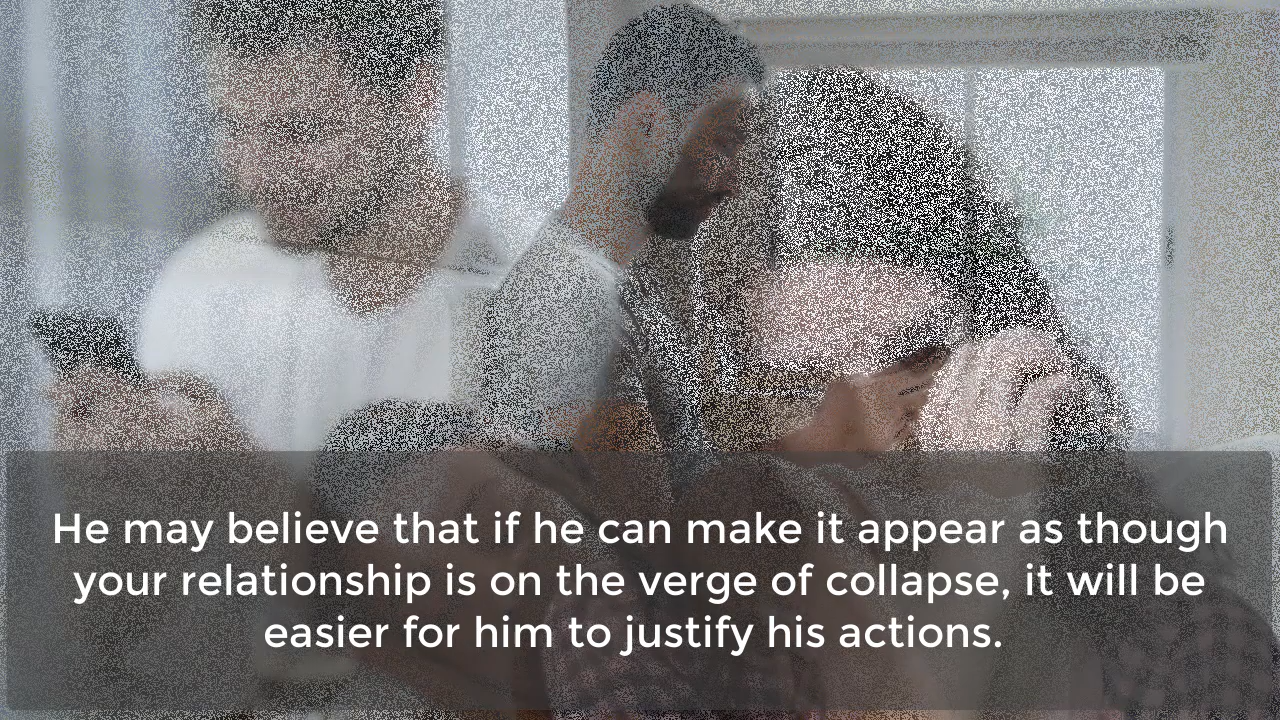 He may believe that if he can make it appear as though
your relationship is on the verge of collapse, it will be
easier for him to justify his actions.